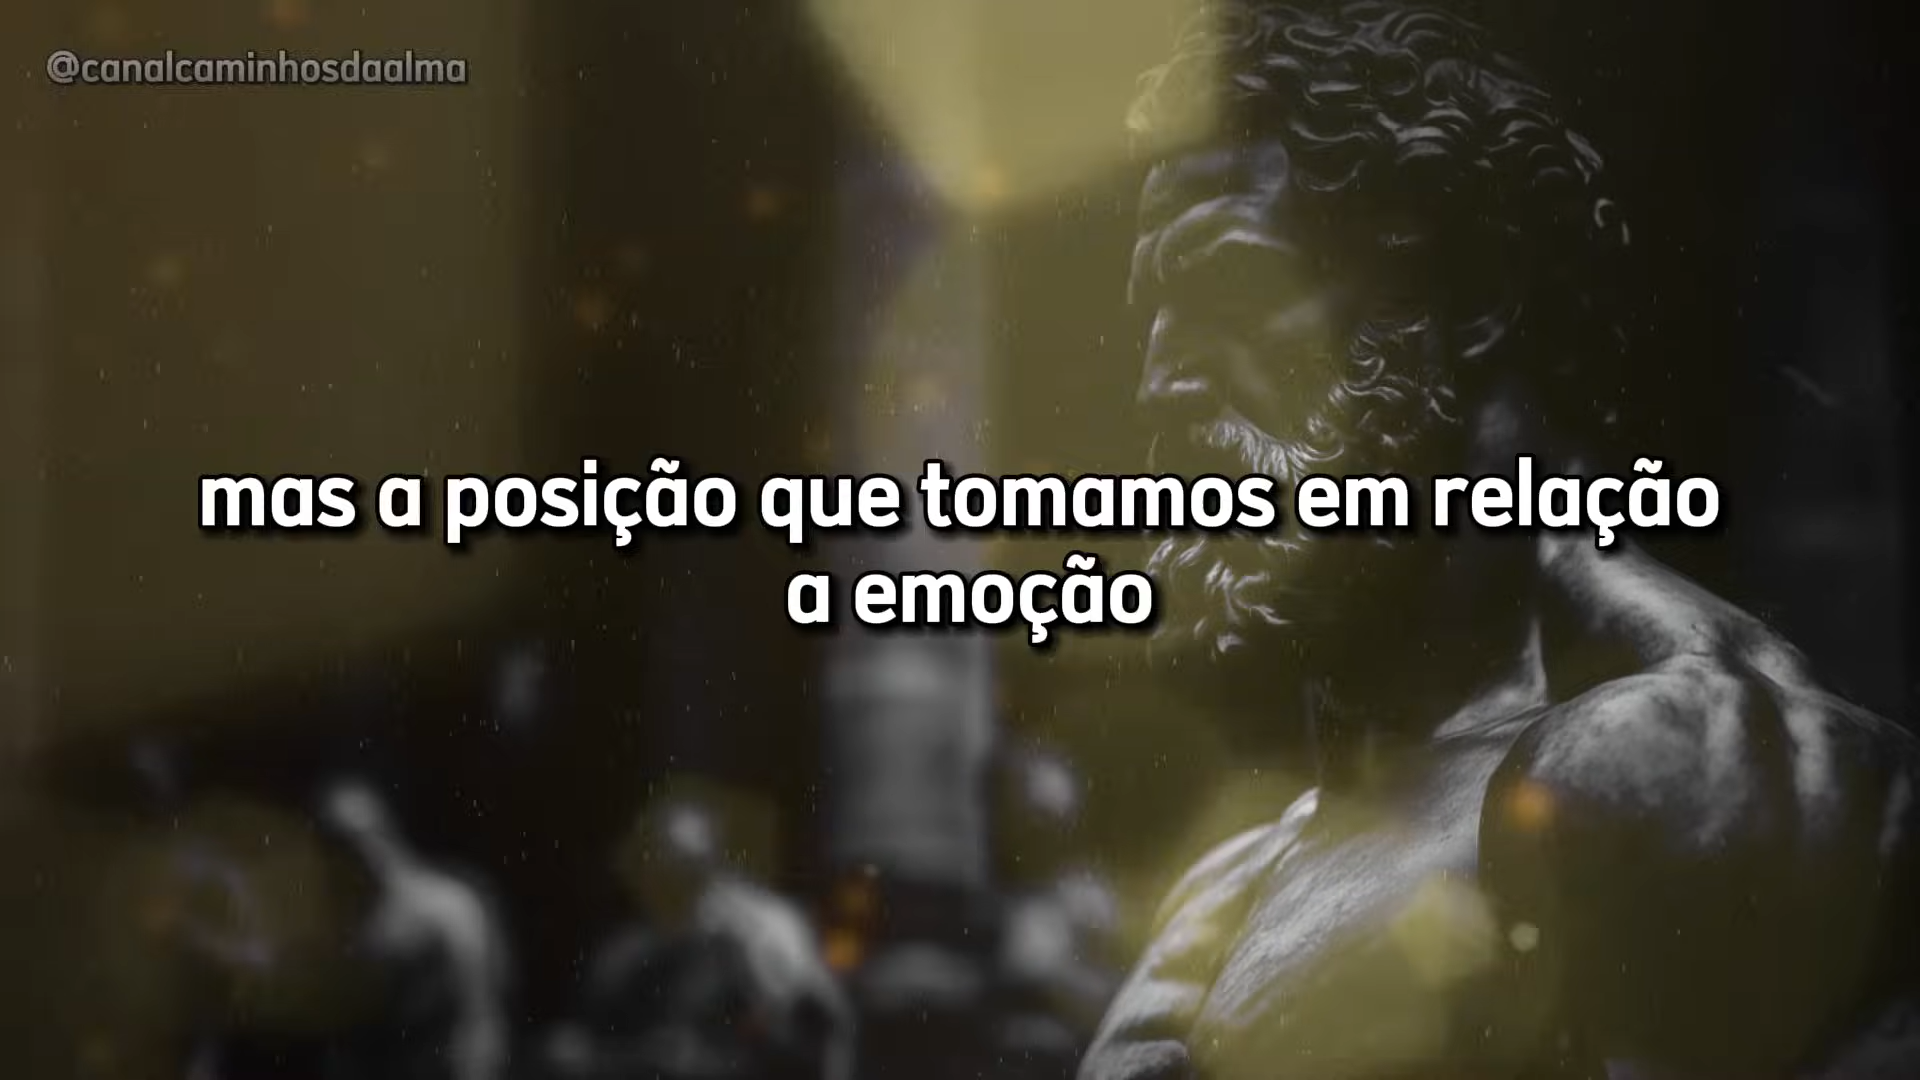 @canalcaminhosdaalma
mas a posição que tomamos em relação
a emoção